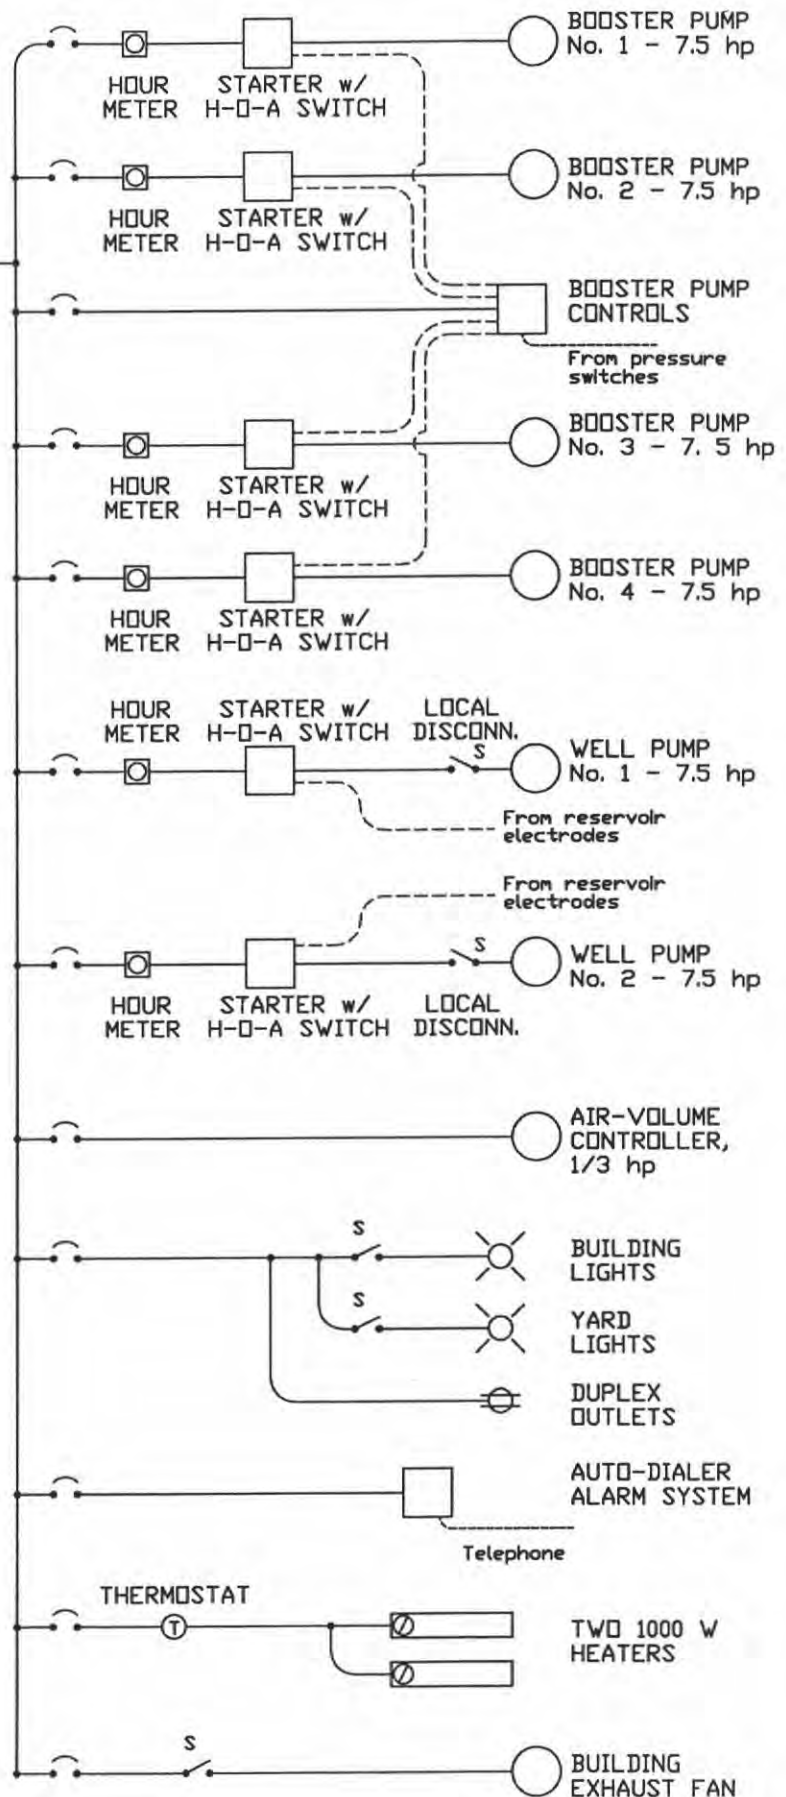 BOOSTER PUMP
No. 1 - 7.5 hp
HOUR
METER
STARTER w/
H-O-A SWITCH
BOOSTER PUMP
No. 2 - 7.5 hp
HOUR
METER
STARTER w/
H-O-A SWITCH
BOOSTER PUMP
CONTROLS
From pressure
switches
BOOSTER PUMP
No. 3 - 7. 5 hp
HOUR
METER
STARTER w/
H-O-A SWITCH
BOOSTER PUMP
No. 4 - 7.5 hp
HOUR
METER
STARTER w/
H-O-A SWITCH
HOUR
METER
STARTER w/
H-O-A SWITCH
LOCAL
DISCONN.
S
WELL PUMP
No. 1 - 7.5 hp
From reservoir
electrodes
From reservoir
electrodes
S
WELL PUMP
No. 2 - 7.5 hp
HOUR
METER
STARTER w/
H-O-A SWITCH
LOCAL
DISCONN.
AIR-VOLUME
CONTROLLER,
1/3 hp
S
BUILDING
LIGHTS
S
YARD
LIGHTS
DUPLEX
OUTLETS
AUTO-DIALER
ALARM SYSTEM
Telephone
THERMOSTAT
T
TWO 1000 W
HEATERS
S
BUILDING
EXHAUST FAN